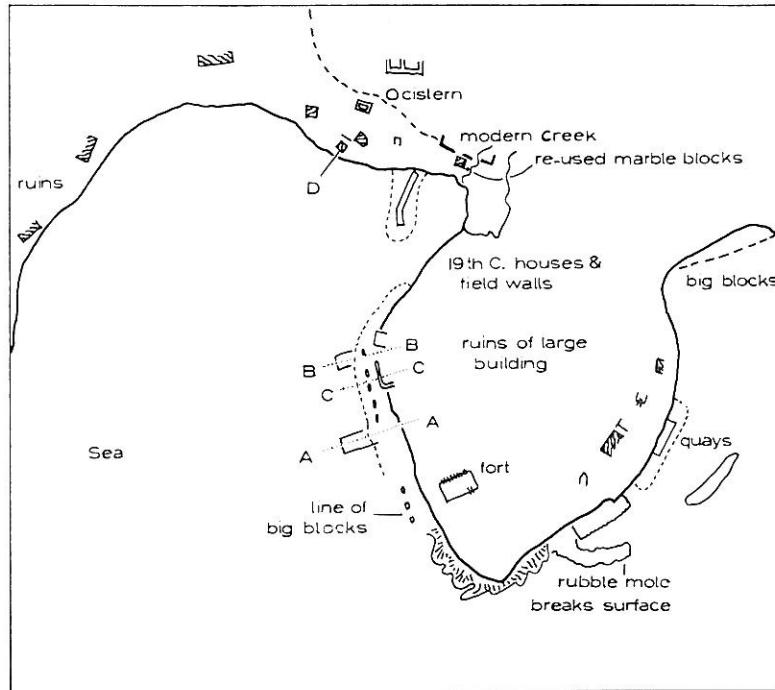 cistern
modern Creek
re-used marble blocks
ruins
D
19th C. houses &
field walls
big blocks
B
B
ruins of large
building
C
C
A
A
Sea
quays
fort
line of
big blocks
rubble mole
breaks surface